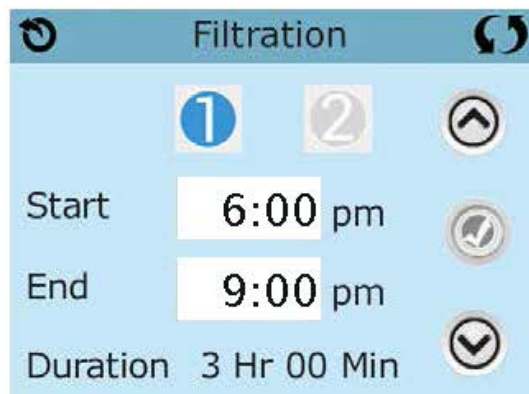 Filtration
1 2
Start 6:00 pm
End 9:00 pm
Duration 3 Hr 00 Min